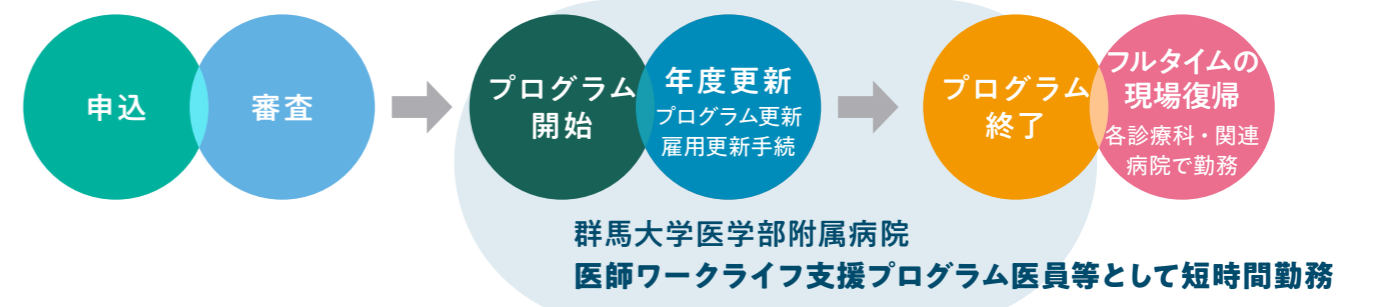 申込
審査
プログラム
開始
年度更新
プログラム更新
雇用更新手続
プログラム
終了
フルタイムの
現場復帰
各診療科・関連
病院で勤務
群馬大学医学部附属病院
医師ワークライフ支援プログラム医員等として短時間勤務